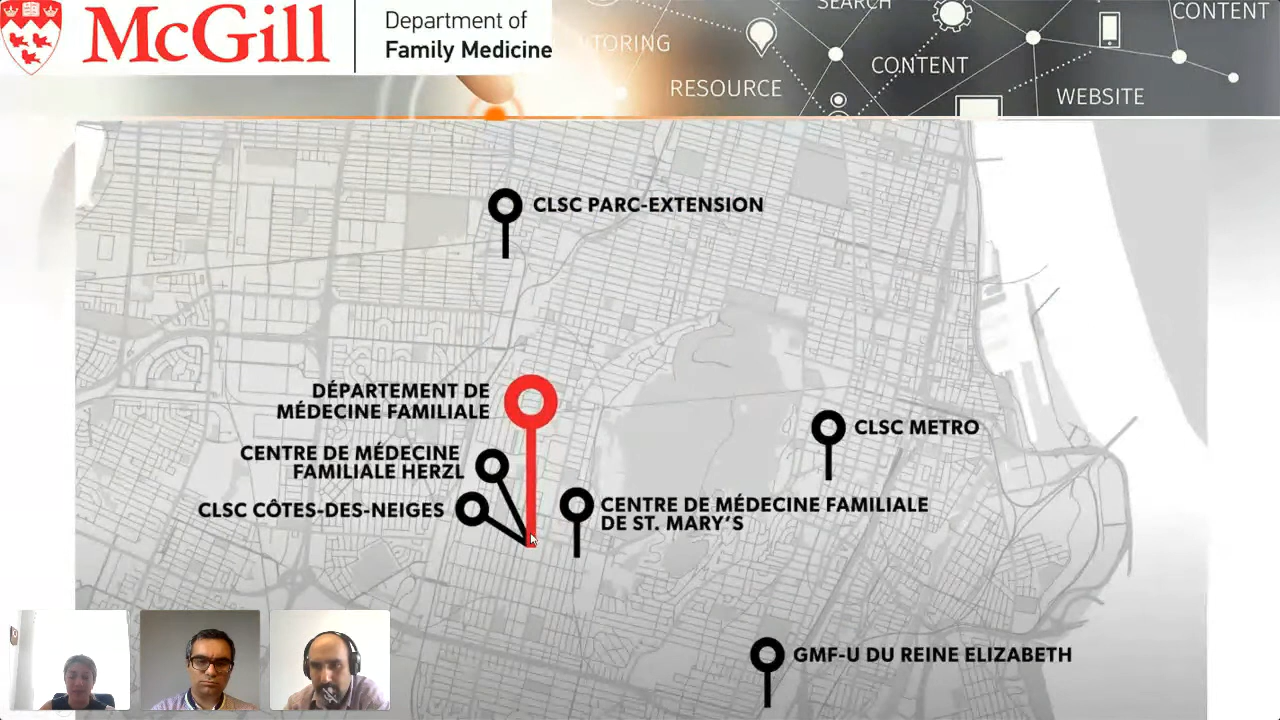 McGill
Department of
Family Medicine
SEARCH
CONTENT
RESOURCE
CONTENT
WEBSITE
CLSC PARC-EXTENSION
DÉPARTEMENT DE
MÉDECINE FAMILIALE
CENTRE DE MÉDECINE
FAMILIALE HERZL
CLSC CÔTES-DES-NEIGES
CLSC METRO
CENTRE DE MÉDECINE FAMILIALE
DE ST. MARY'S
GMF-U DU REINE ELIZABETH